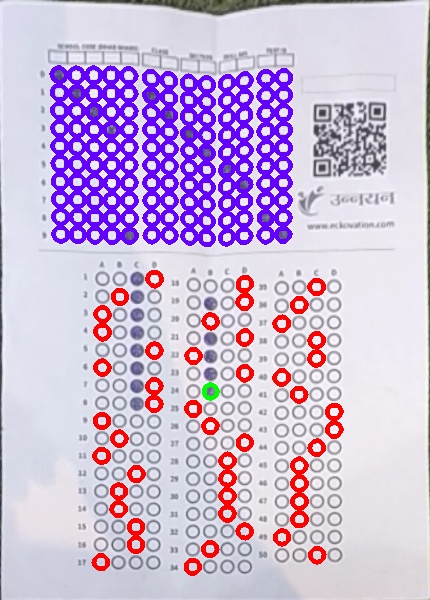 SCHOOL CODE (DISE BOARD) CLASS SECTION ROLL NO TEST ID
0
1
2
3
4
5
6
7
8
9
उन्नयन
www.eckovation.com
A B C D A B C D A B C D
1 18 35
2 19 36
3 20 37
4 21 38
5 22 39
6 23 40
7 24 41
8 25 42
9 26 43
10 27 44
11 28 45
12 29 46
13 30 47
14 31 48
15 32 49
16 33 50
17 34